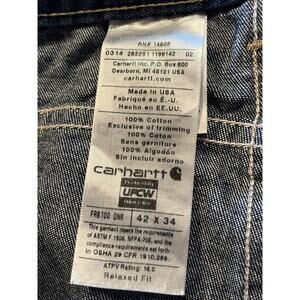 RN# 14806
0314 265251 1199142 02
Carhartt Inc. P.O. Box 600
Dearborn, MI 48121 USA
Made in USA
Fabriqué au É.-U.
Hecho en EE.UU.
100% Cotton
Exclusive of trimming
100% Coton
Sans garniture
100% Algodón
Sin incluir adorno
carhartt
Produced By
UFCW
FRB100 DNM
42 X 34
This garment meets the requirements
of ASTM F 1506, NFPA-70E, and the
compliance requirements set forth
in OSHA 29 CFR 1910.269.
ATPV Rating: 16.0
Relaxed Fit